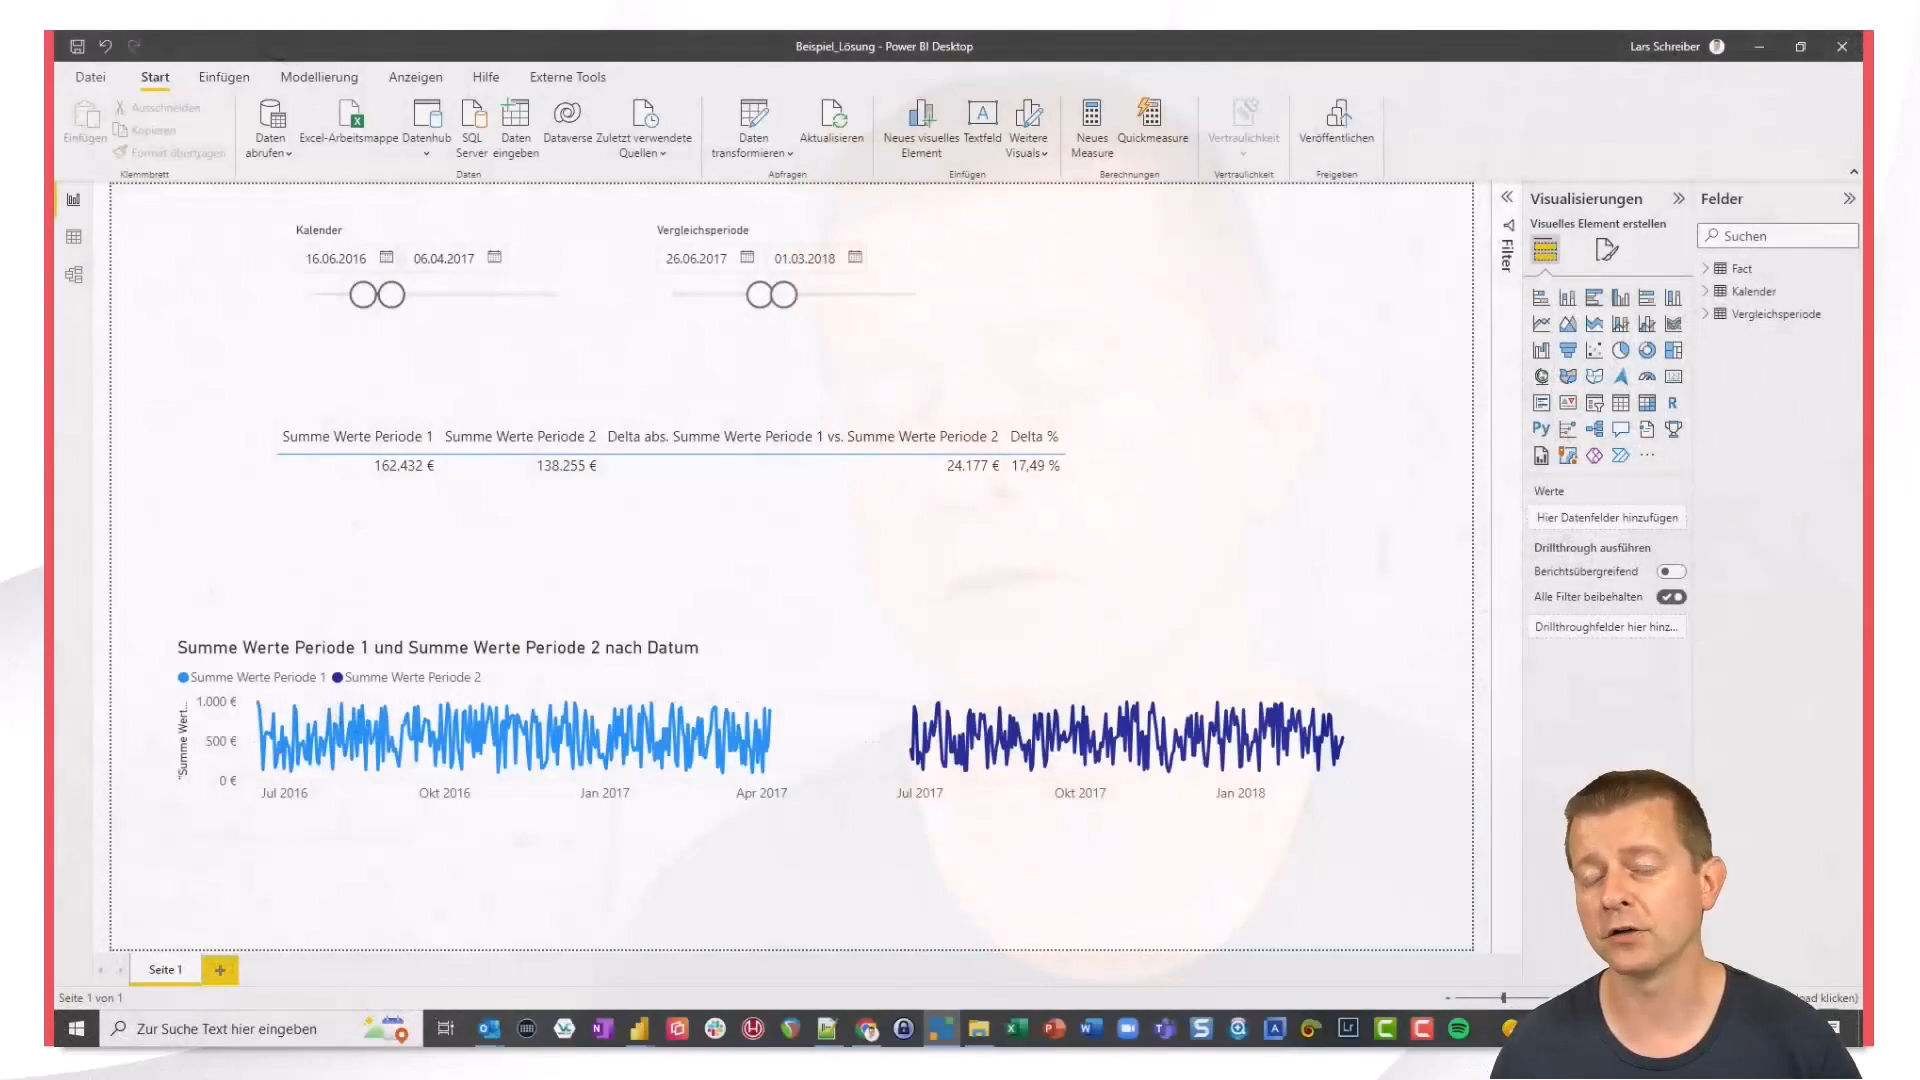 Beispiel_Lösung - Power BI Desktop
Lars Schreiber
Datei Start Einfügen Modellierung Anzeigen Hilfe Externe Tools
Einfügen
Ausschneiden
Kopieren
Format übertragen
Klemmbrett
Daten abrufen
Excel-Arbeitsmappe
Datenhub
SQL Server
Daten eingeben
Dataverse
Zuletzt verwendete Quellen
Daten
Daten transformieren
Aktualisieren
Abfragen
Neues visuelles Element
Textfeld
Weitere Visuals
Einfügen
Neues Measure
Quickmeasure
Berechnungen
Vertraulichkeit
Vertraulichkeit
Veröffentlichen
Freigeben
Kalender
16.06.2016 06.04.2017
Vergleichsperiode
26.06.2017 01.03.2018
Summe Werte Periode 1 Summe Werte Periode 2 Delta abs. Summe Werte Periode 1 vs. Summe Werte Periode 2 Delta %
162.432 € 138.255 € 24.177 € 17,49 %
Summe Werte Periode 1 und Summe Werte Periode 2 nach Datum
Summe Werte Periode 1 Summe Werte Periode 2
"Summe Wert...
1.000 €
500 €
0 €
Jul 2016 Okt 2016 Jan 2017 Apr 2017 Jul 2017 Okt 2017 Jan 2018
Filter
Visualisierungen
Visuelles Element erstellen
R
Py
Werte
Hier Datenfelder hinzufügen
Drillthrough ausführen
Berichtsübergreifend
Alle Filter beibehalten
Drillthroughfelder hier hinz...
Felder
Suchen
Fact
Kalender
Vergleichsperiode
Seite 1
Seite 1 von 1
klicken)
Zur Suche Text hier eingeben